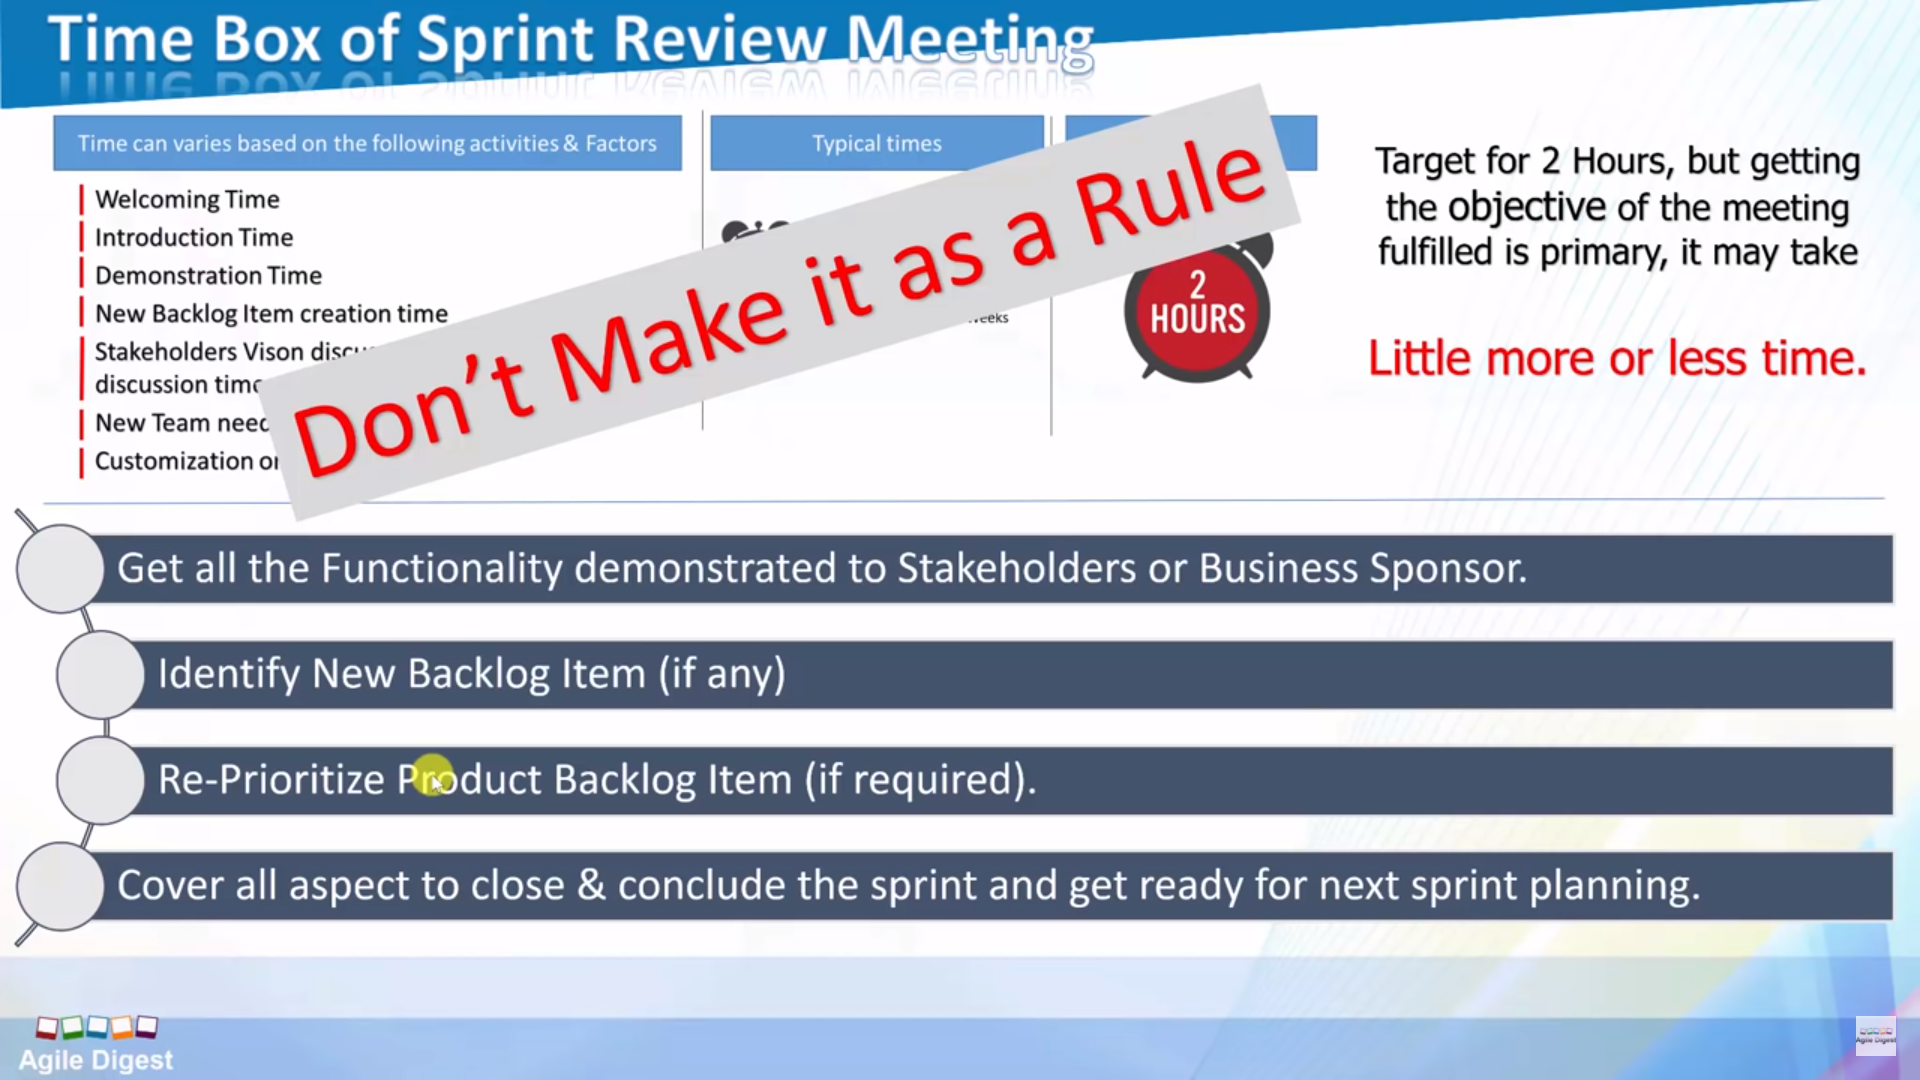 Time Box of Sprint Review Meeting
Time can varies based on the following activities & Factors
Welcoming Time
Introduction Time
Demonstration Time
New Backlog Item creation time
Stakeholders Vison
discussion
New Team
Customization
Typical times
Don't Make it as a Rule
2
HOURS
Target for 2 Hours, but getting
the objective of the meeting
fulfilled is primary, it may take
Little more or less time.
Get all the Functionality demonstrated to Stakeholders or Business Sponsor.
Identify New Backlog Item (if any)
Re-Prioritize Product Backlog Item (if required).
Cover all aspect to close & conclude the sprint and get ready for next sprint planning.
Agile Digest
Agile Digest